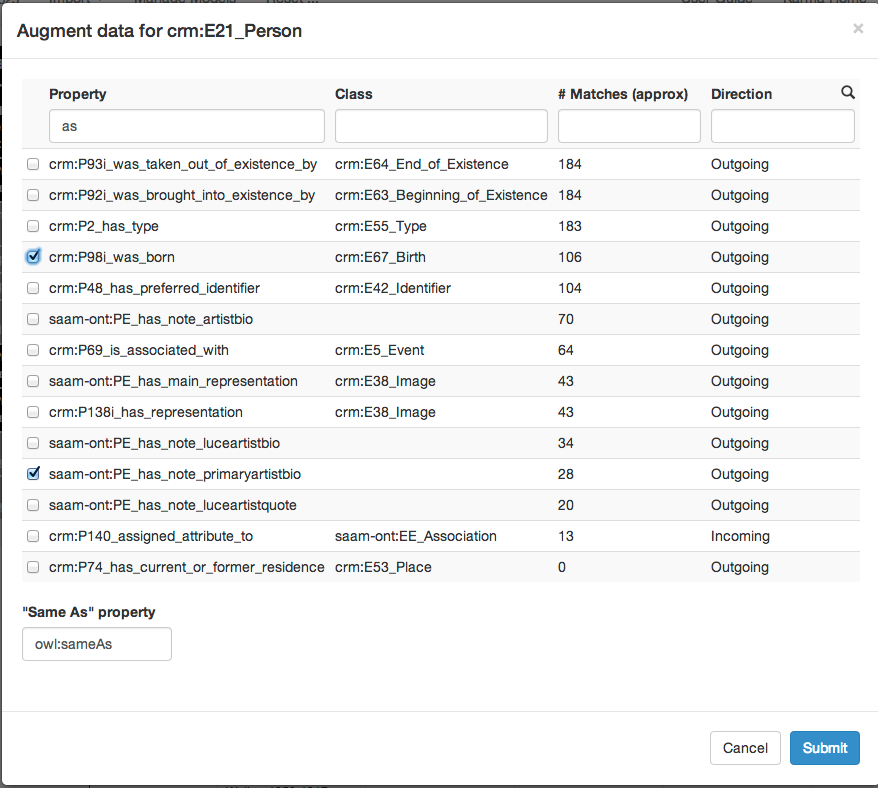 Augment data for crm:E21_Person ×
Property Class # Matches (approx) Direction
as
crm:P93i_was_taken_out_of_existence_by crm:E64_End_of_Existence 184 Outgoing
crm:P92i_was_brought_into_existence_by crm:E63_Beginning_of_Existence 184 Outgoing
crm:P2_has_type crm:E55_Type 183 Outgoing
crm:P98i_was_born crm:E67_Birth 106 Outgoing
crm:P48_has_preferred_identifier crm:E42_Identifier 104 Outgoing
saam-ont:PE_has_note_artistbio 70 Outgoing
crm:P69_is_associated_with crm:E5_Event 64 Outgoing
saam-ont:PE_has_main_representation crm:E38_Image 43 Outgoing
crm:P138i_has_representation crm:E38_Image 43 Outgoing
saam-ont:PE_has_note_luceartistbio 34 Outgoing
saam-ont:PE_has_note_primaryartistbio 28 Outgoing
saam-ont:PE_has_note_luceartistquote 20 Outgoing
crm:P140_assigned_attribute_to saam-ont:EE_Association 13 Incoming
crm:P74_has_current_or_former_residence crm:E53_Place 0 Outgoing
"Same As" property
owl:sameAs
Cancel Submit